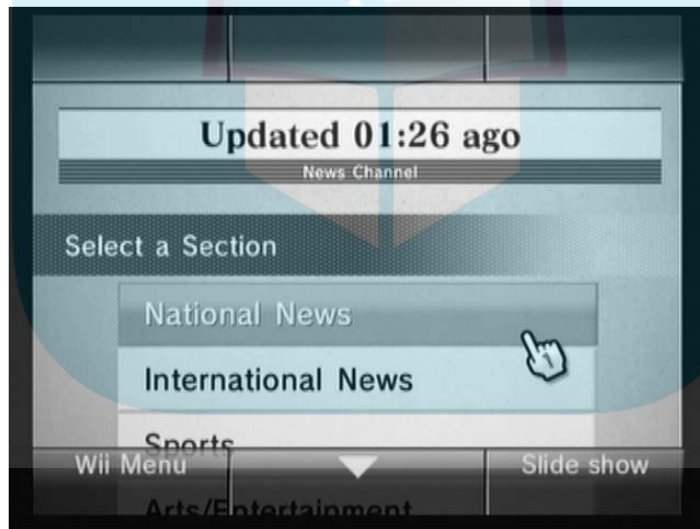 Updated 01:26 ago
News Channel
Select a Section
National News
1
International News
Sports
Wii Menu
Slide show
Arts/Entertainment